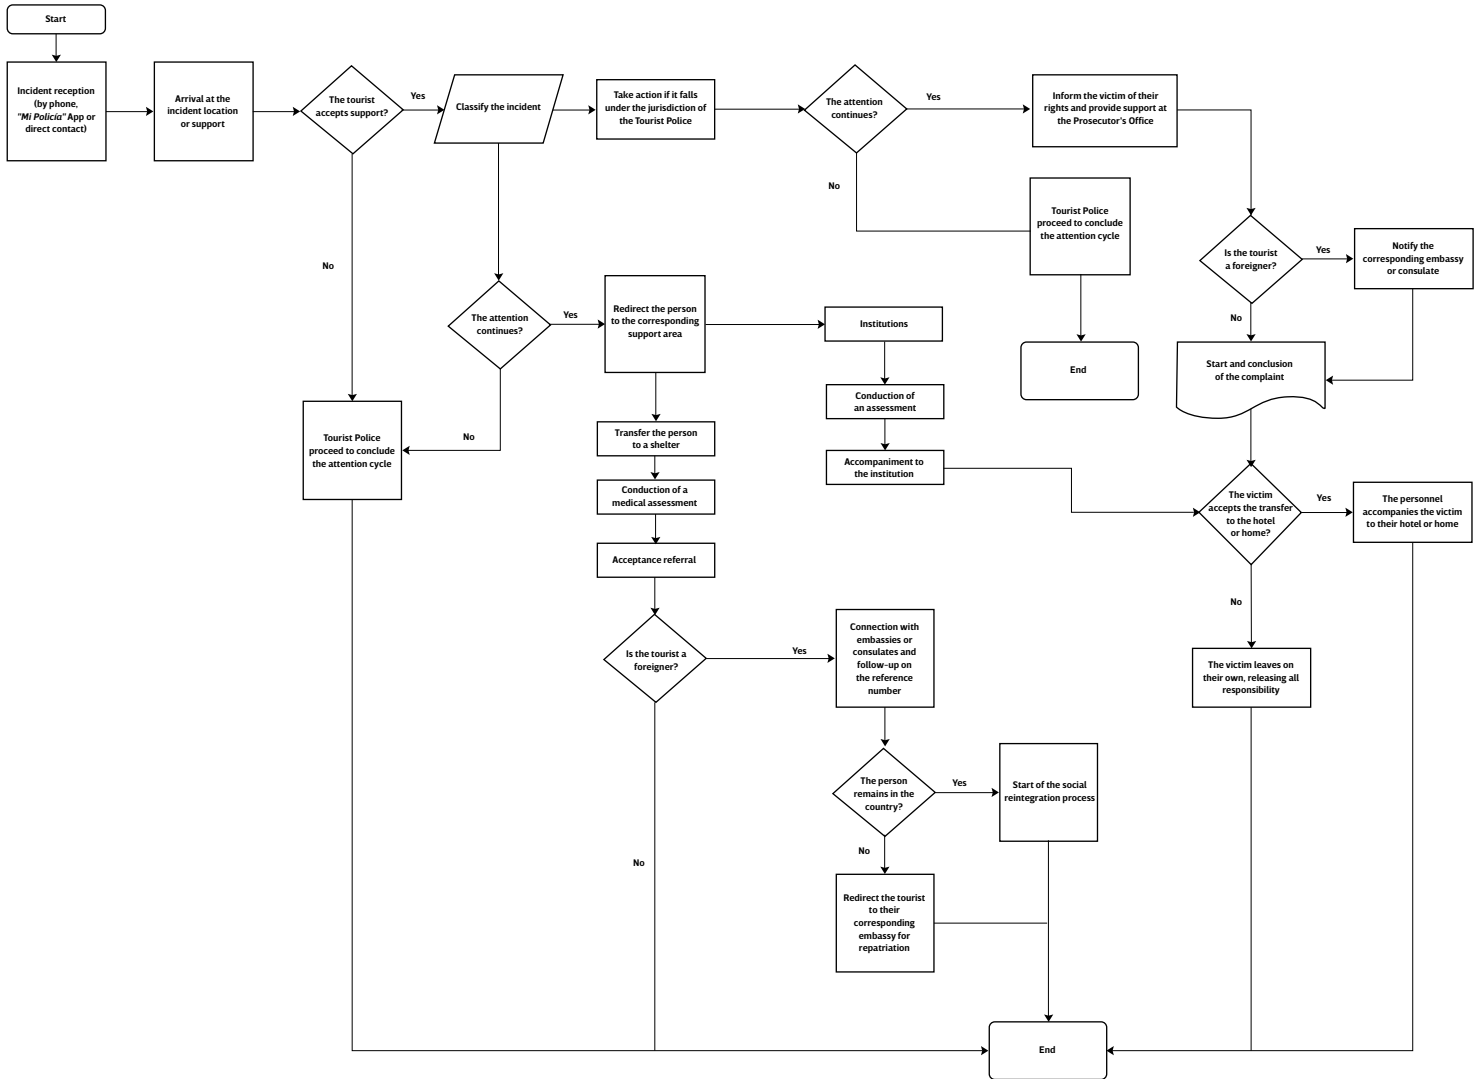 Start
Incident reception
(by phone,
"Mi Policía" App or
direct contact)
Arrival at the
incident location
or support
The tourist
accepts support?
Yes
No
Classify the incident
Take action if it falls
under the jurisdiction of
the Tourist Police
The attention
continues?
Yes
No
Inform the victim of their
rights and provide support at
the Prosecutor's Office
Tourist Police
proceed to conclude
the attention cycle
End
Is the tourist
a foreigner?
Yes
No
Notify the
corresponding embassy
or consulate
Start and conclusion
of the complaint
The attention
continues?
Yes
No
Redirect the person
to the corresponding
support area
Institutions
Conduction of
an assessment
Accompaniment to
the institution
Tourist Police
proceed to conclude
the attention cycle
Transfer the person
to a shelter
Conduction of a
medical assessment
Acceptance referral
The victim
accepts the transfer
to the hotel
or home?
Yes
No
The personnel
accompanies the victim
to their hotel or home
The victim leaves on
their own, releasing all
responsibility
Is the tourist a
foreigner?
Yes
No
Connection with
embassies or
consulates and
follow-up on
the reference
number
The person
remains in the
country?
Yes
No
Start of the social
reintegration process
Redirect the tourist
to their
corresponding
embassy for
repatriation
End